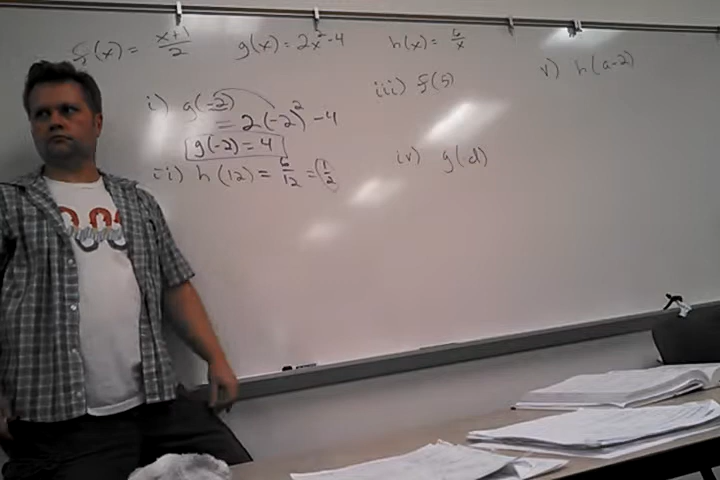 f(x) = x+1/2   g(x) = 2x²-4   h(x) = 6/x
i) g(-2)
= 2(-2)² - 4
g(-2) = 4
ii) h(12) = 6/12 = 1/2
iii) f(5)
iv) g(d)
v) h(a-2)